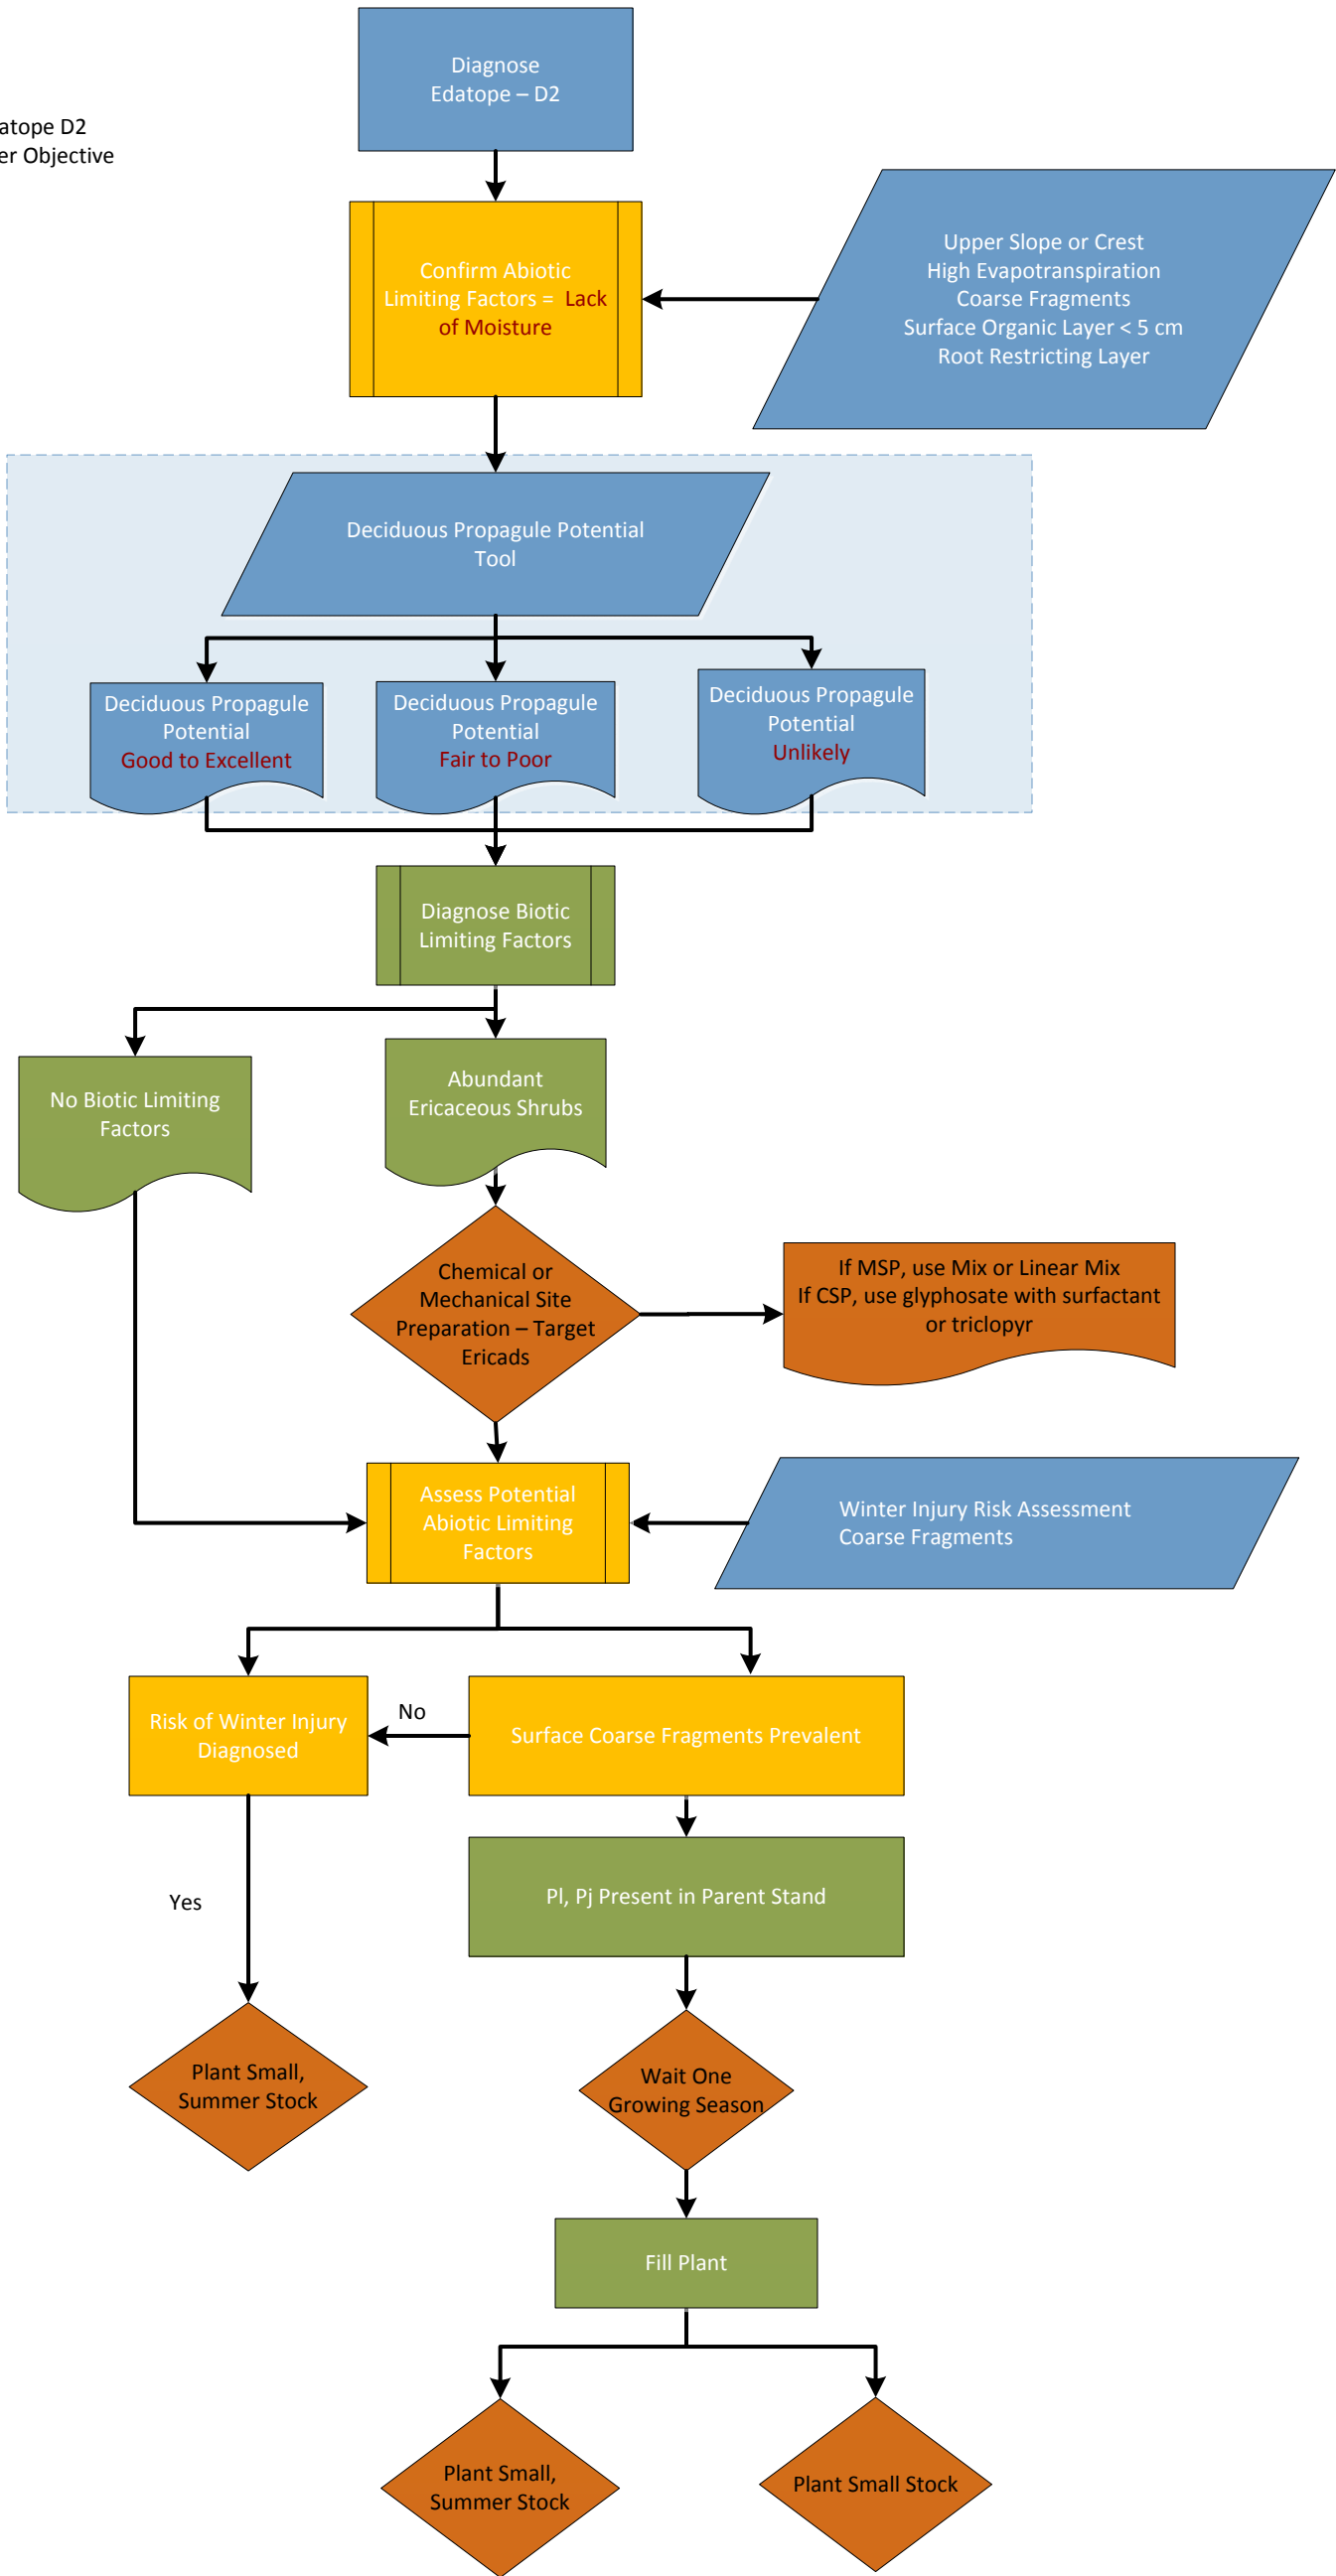 Diagnose
Edatope – D2
atope D2
er Objective
Confirm Abiotic
Limiting Factors = Lack
of Moisture
Upper Slope or Crest
High Evapotranspiration
Coarse Fragments
Surface Organic Layer < 5 cm
Root Restricting Layer
Deciduous Propagule Potential
Tool
Deciduous Propagule
Potential
Good to Excellent
Deciduous Propagule
Potential
Fair to Poor
Deciduous Propagule
Potential
Unlikely
Diagnose Biotic
Limiting Factors
No Biotic Limiting
Factors
Abundant
Ericaceous Shrubs
Chemical or
Mechanical Site
Preparation – Target
Ericads
If MSP, use Mix or Linear Mix
If CSP, use glyphosate with surfactant
or triclopyr
Assess Potential
Abiotic Limiting
Factors
Winter Injury Risk Assessment
Coarse Fragments
Risk of Winter Injury
Diagnosed
No
Surface Coarse Fragments Prevalent
Pl, Pj Present in Parent Stand
Yes
Plant Small,
Summer Stock
Wait One
Growing Season
Fill Plant
Plant Small,
Summer Stock
Plant Small Stock